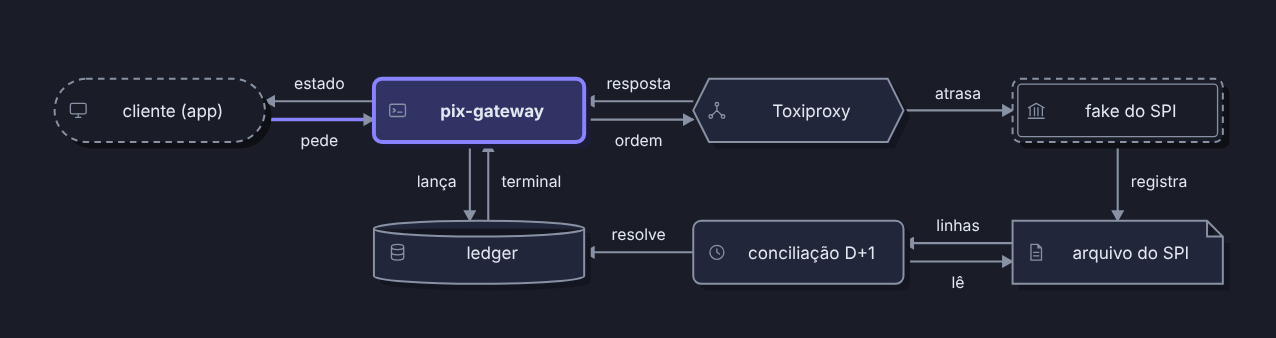 estado
resposta
atrasa
cliente (app)
pix-gateway
Toxiproxy
fake do SPI
pede
ordem
lança
terminal
registra
resolve
linhas
ledger
conciliação D+1
arquivo do SPI
lê